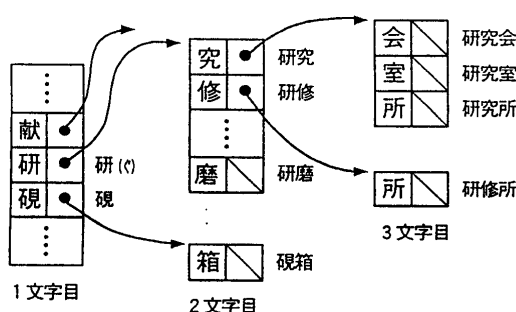 献
研
硯
研 (ぐ)
硯
1文字目
究
修
磨
研究
研修
研磨
箱
硯箱
2文字目
会
室
所
研究会
研究室
研究所
所
研修所
3文字目